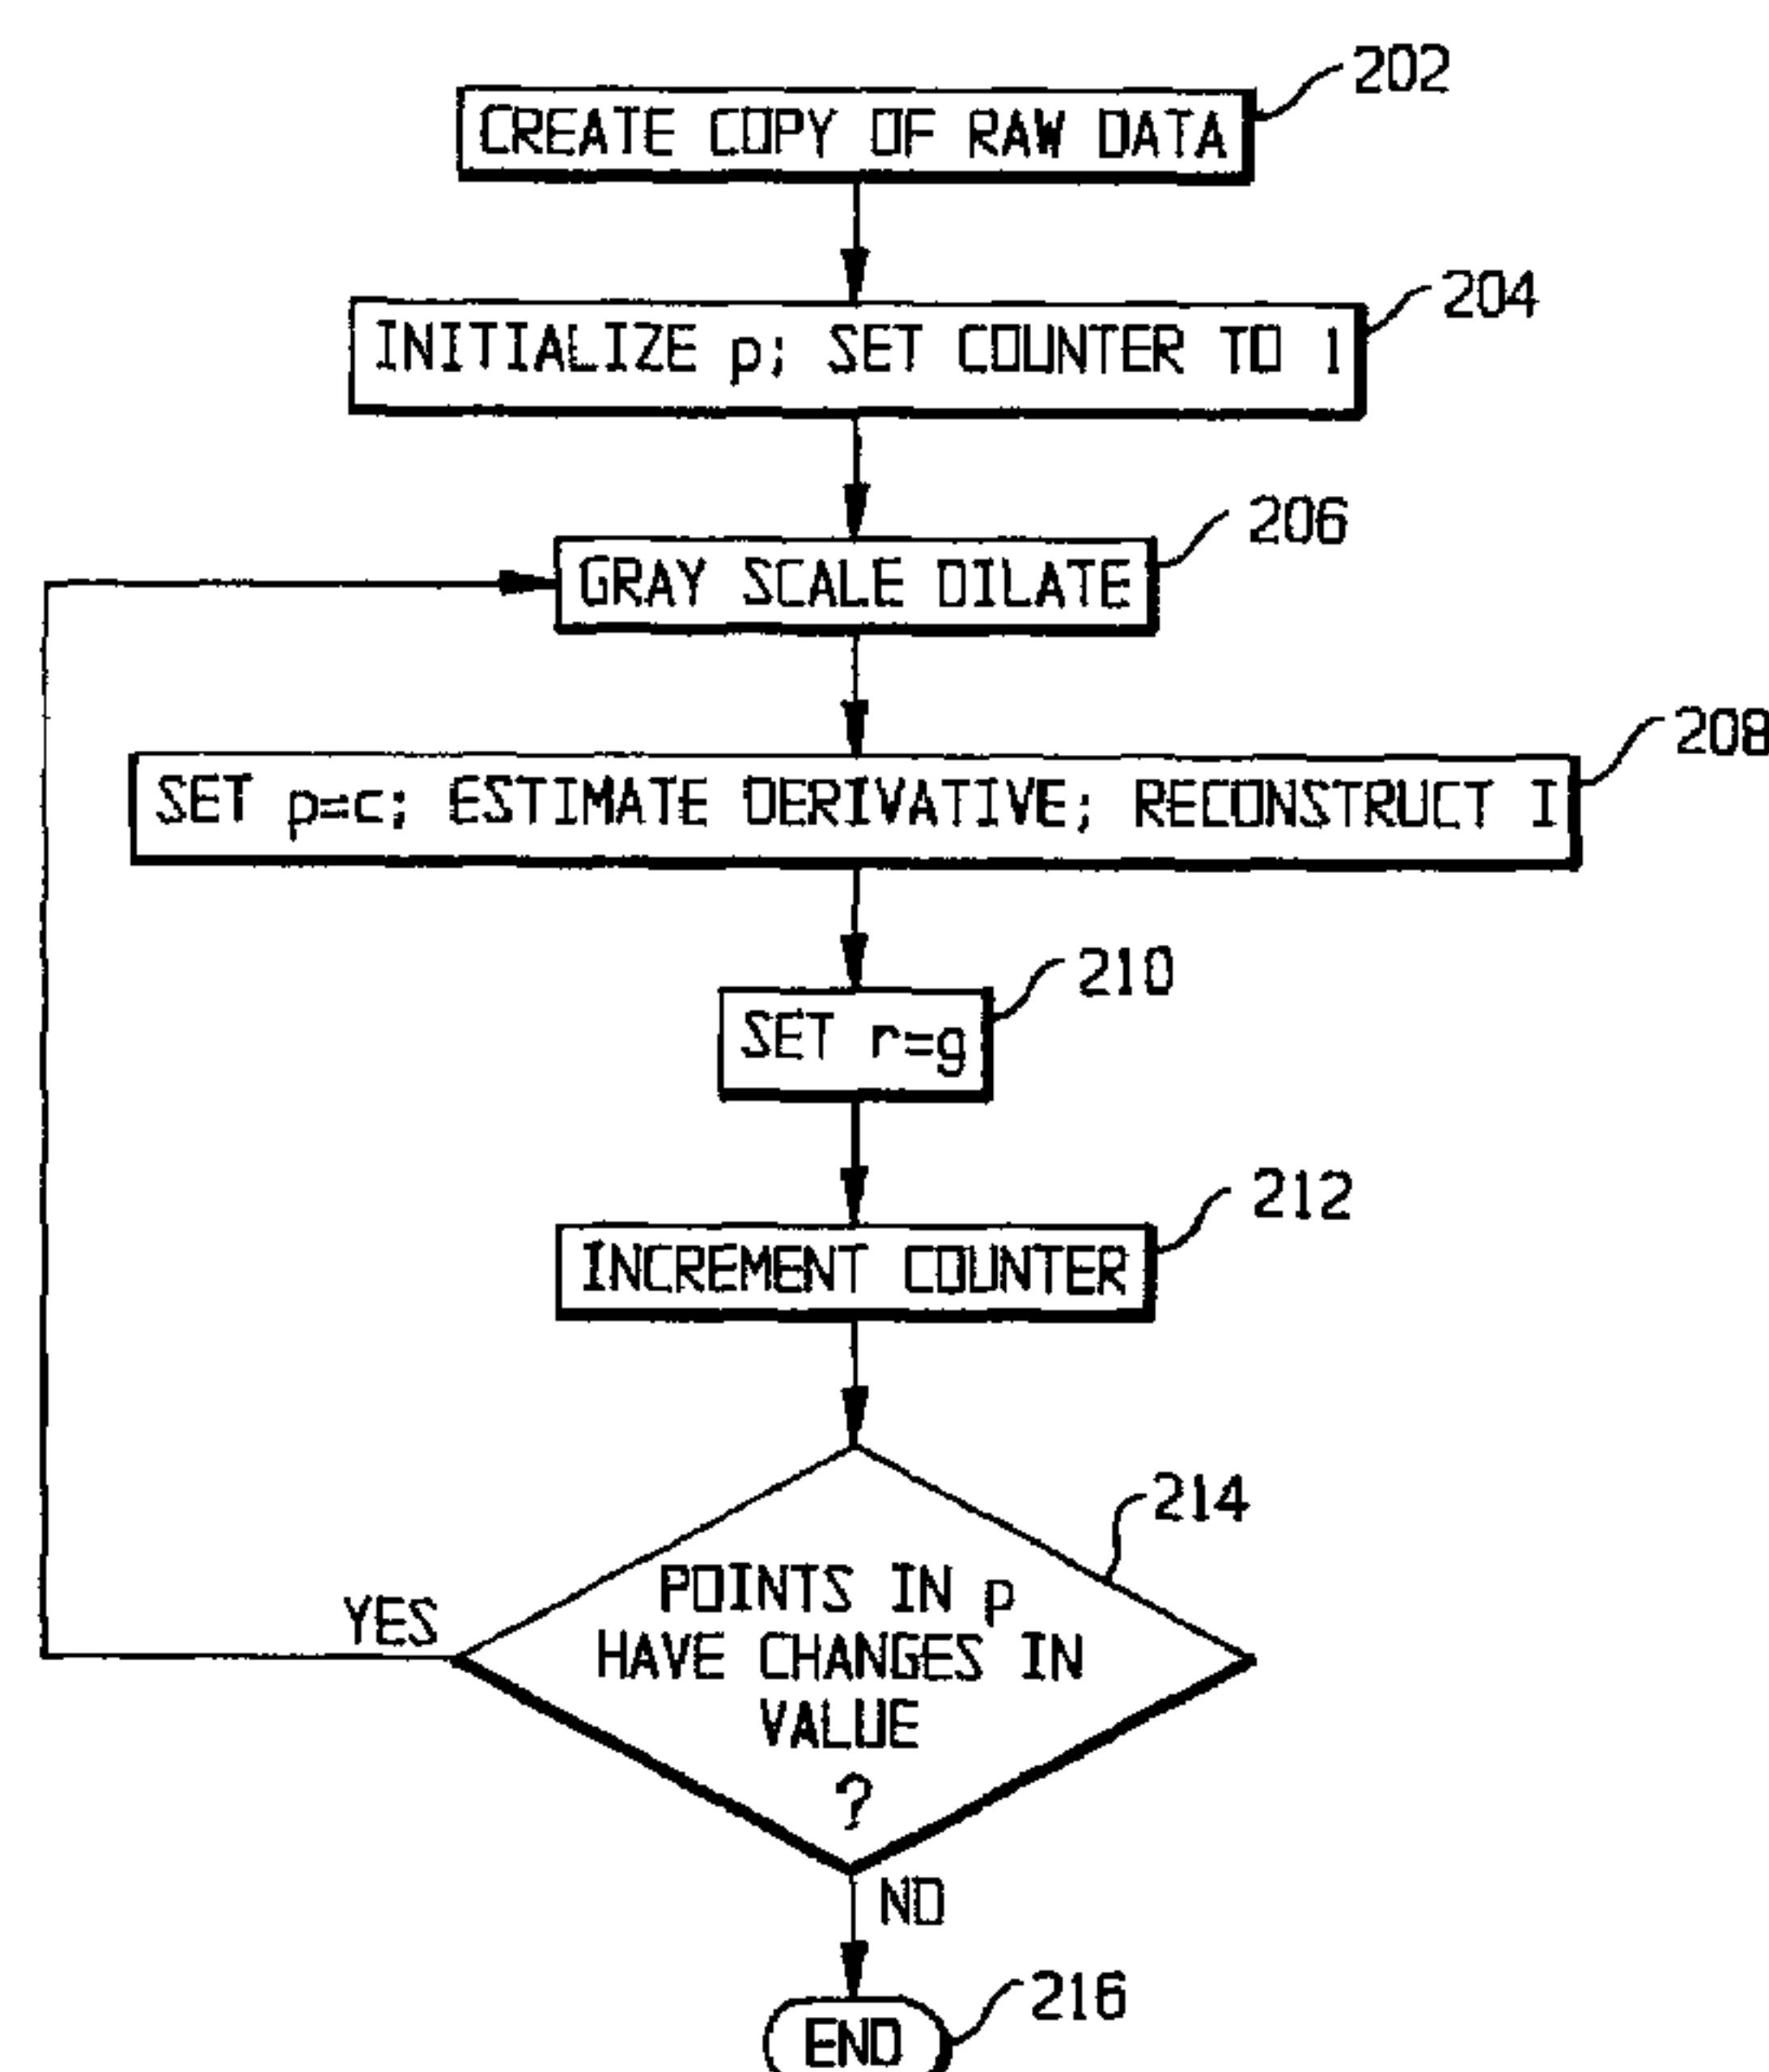 202
CREATE COPY OF RAW DATA
204
INITIALIZE p; SET COUNTER TO 1
206
GRAY SCALE DILATE
208
SET p=c; ESTIMATE DERIVATIVE; RECONSTRUCT I
210
SET r=g
212
INCREMENT COUNTER
214
POINTS IN p
HAVE CHANGES IN
VALUE
?
YES
NO
216
END